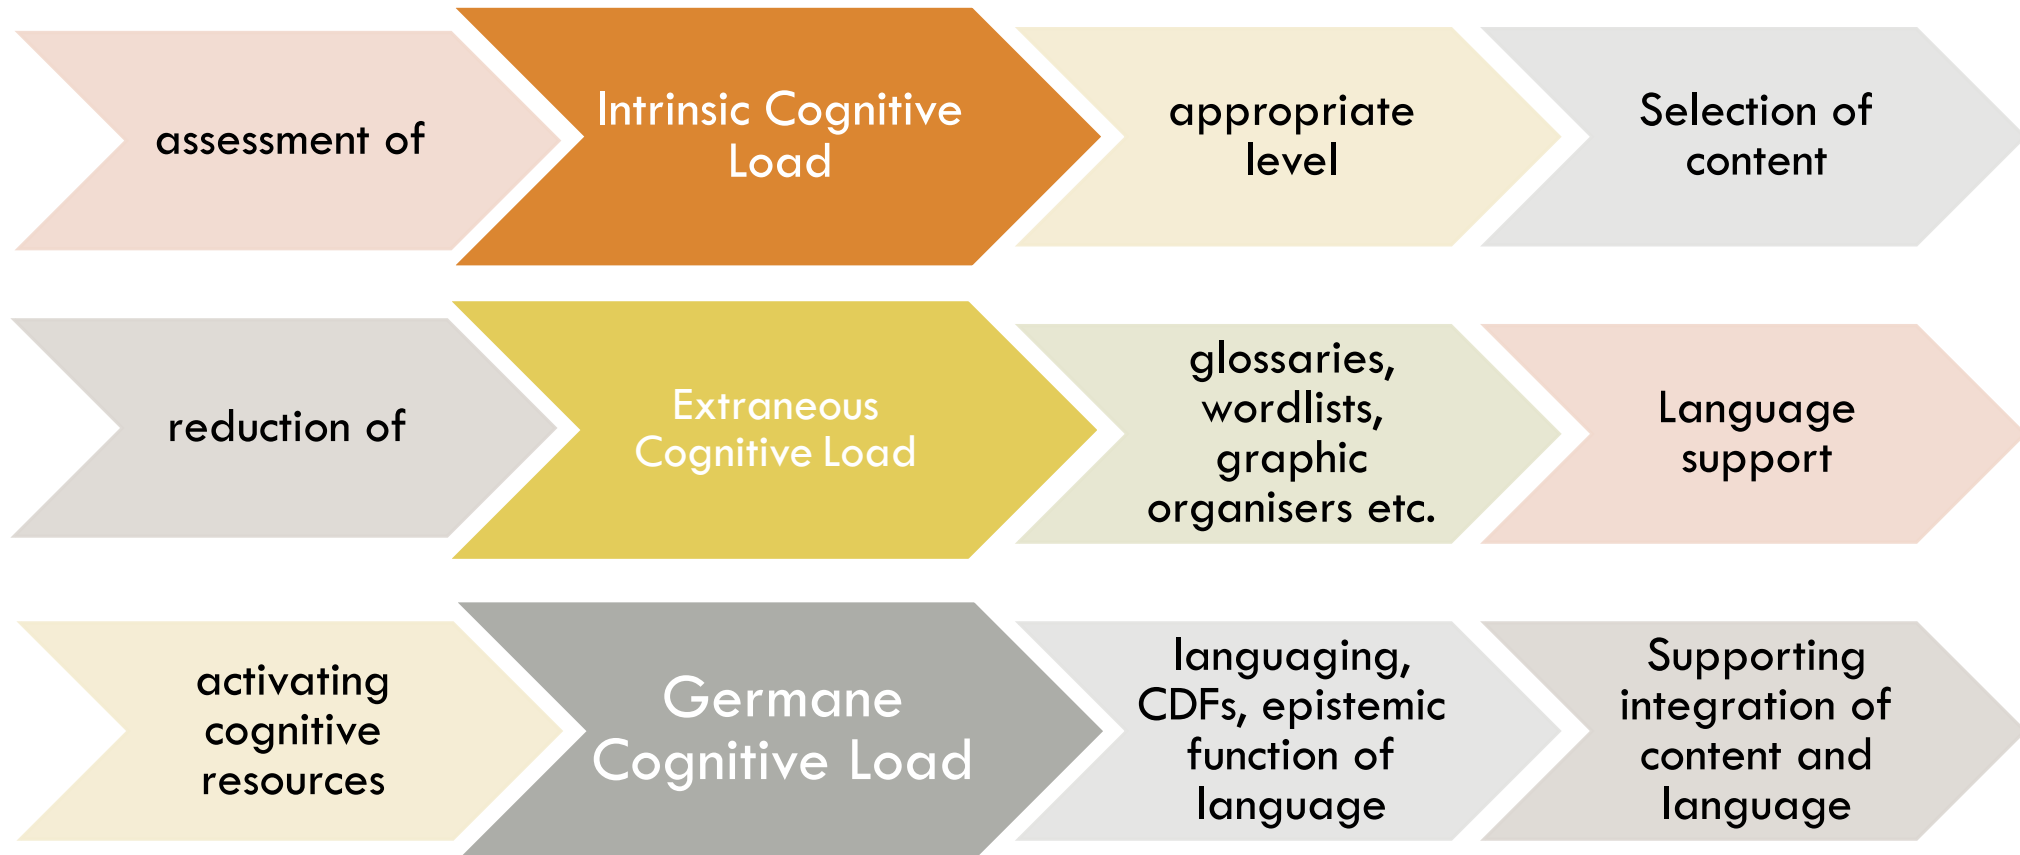 assessment of
Intrinsic Cognitive
Load
appropriate
level
Selection of
content
reduction of
Extraneous
Cognitive Load
glossaries,
wordlists,
graphic
organisers etc.
Language
support
activating
cognitive
resources
Germane
Cognitive Load
languaging,
CDFs, epistemic
function of
language
Supporting
integration of
content and
language